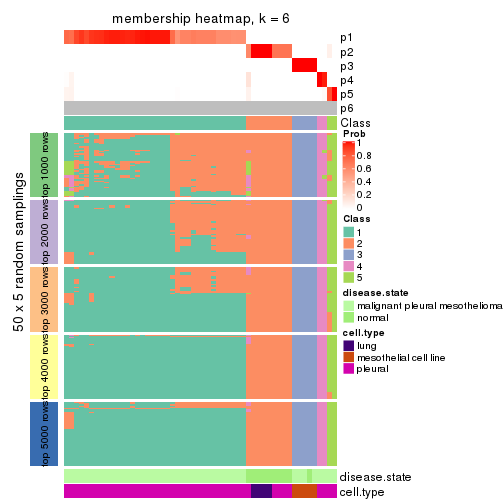 membership heatmap, k = 6
p1
p2
p3
p4
p5
p6
Class
50 x 5 random samplings
top 1000 rows
top 2000 rows
top 3000 rows
top 4000 rows
top 5000 rows
Prob
1
0.8
0.6
0.4
0.2
0
Class
1
2
3
4
5
disease.state
malignant pleural mesothelioma
normal
cell.type
lung
mesothelial cell line
pleural
disease.state
cell.type